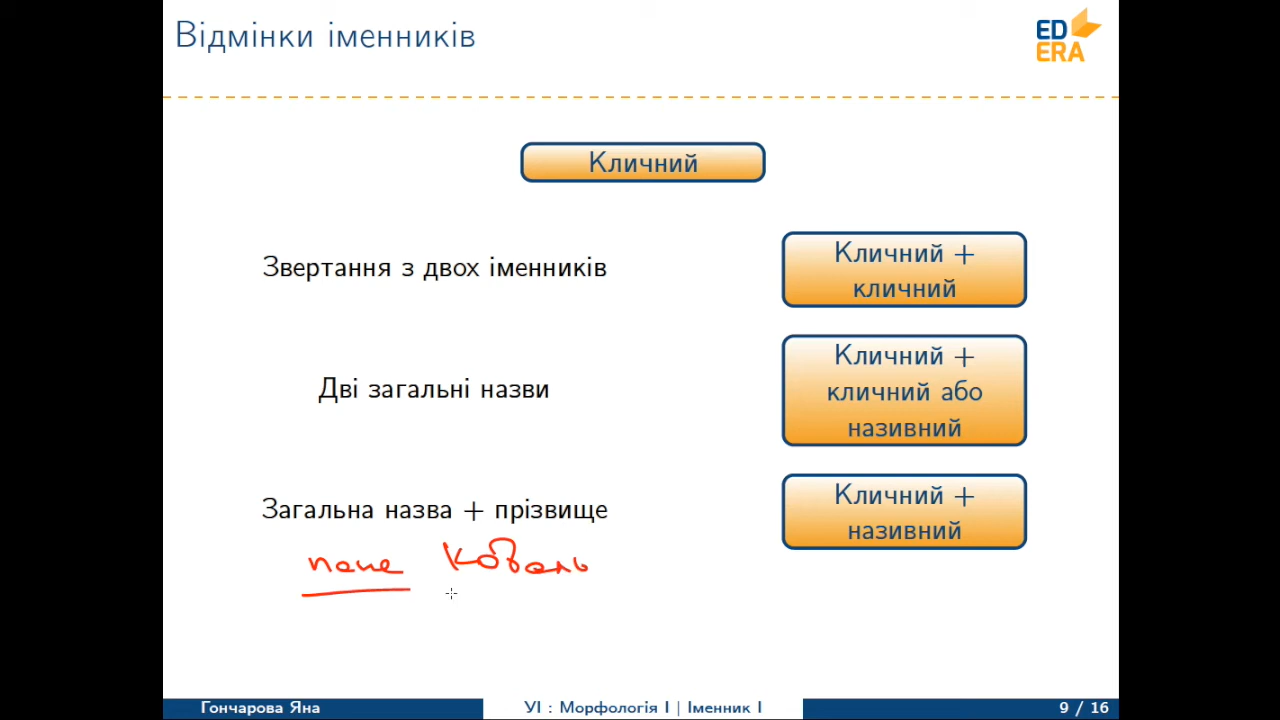 Відмінки іменників
ED
ERA
Кличний
Звертання з двох іменників
Кличний +
кличний
Дві загальні назви
Кличний +
кличний або
називний
Загальна назва + прізвище
Кличний +
називний
пане Коваль
Гончарова Яна
УІ : Морфологія І | Іменник І
9 / 16